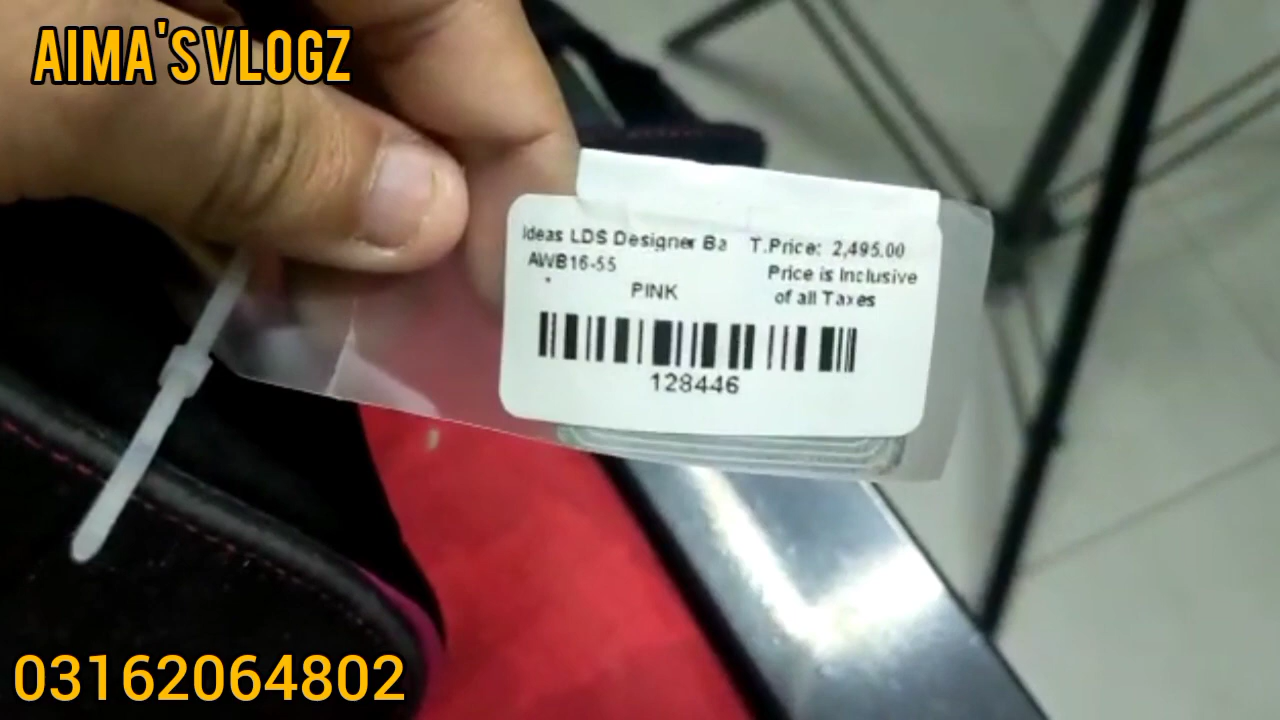 AIMA'S VLOGZ
Ideas LDS Designer Ba
T.Price: 2,495.00
AWB16-55
Price is Inclusive
of all Taxes
*
PINK
128446
03162064802